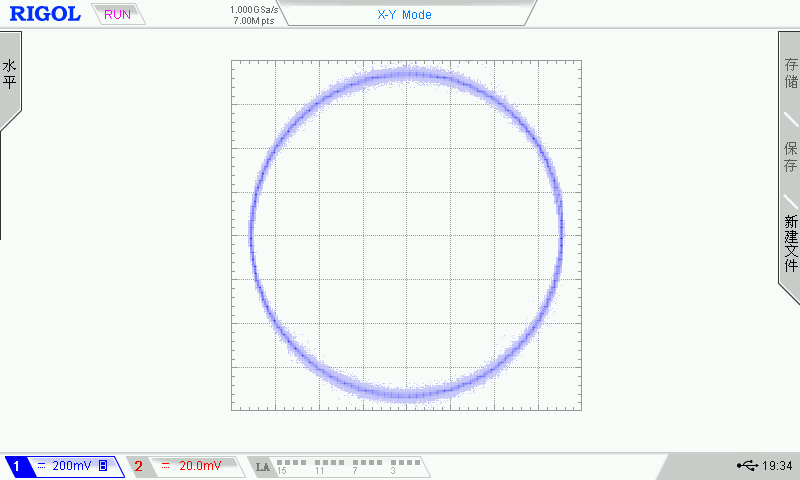 RIGOL
RUN
1.000GSa/s
7.00M pts
X-Y Mode
水平
存储
保存
新建文件
1
200mV
2
20.0mV
LA
15
11
7
3
19:34